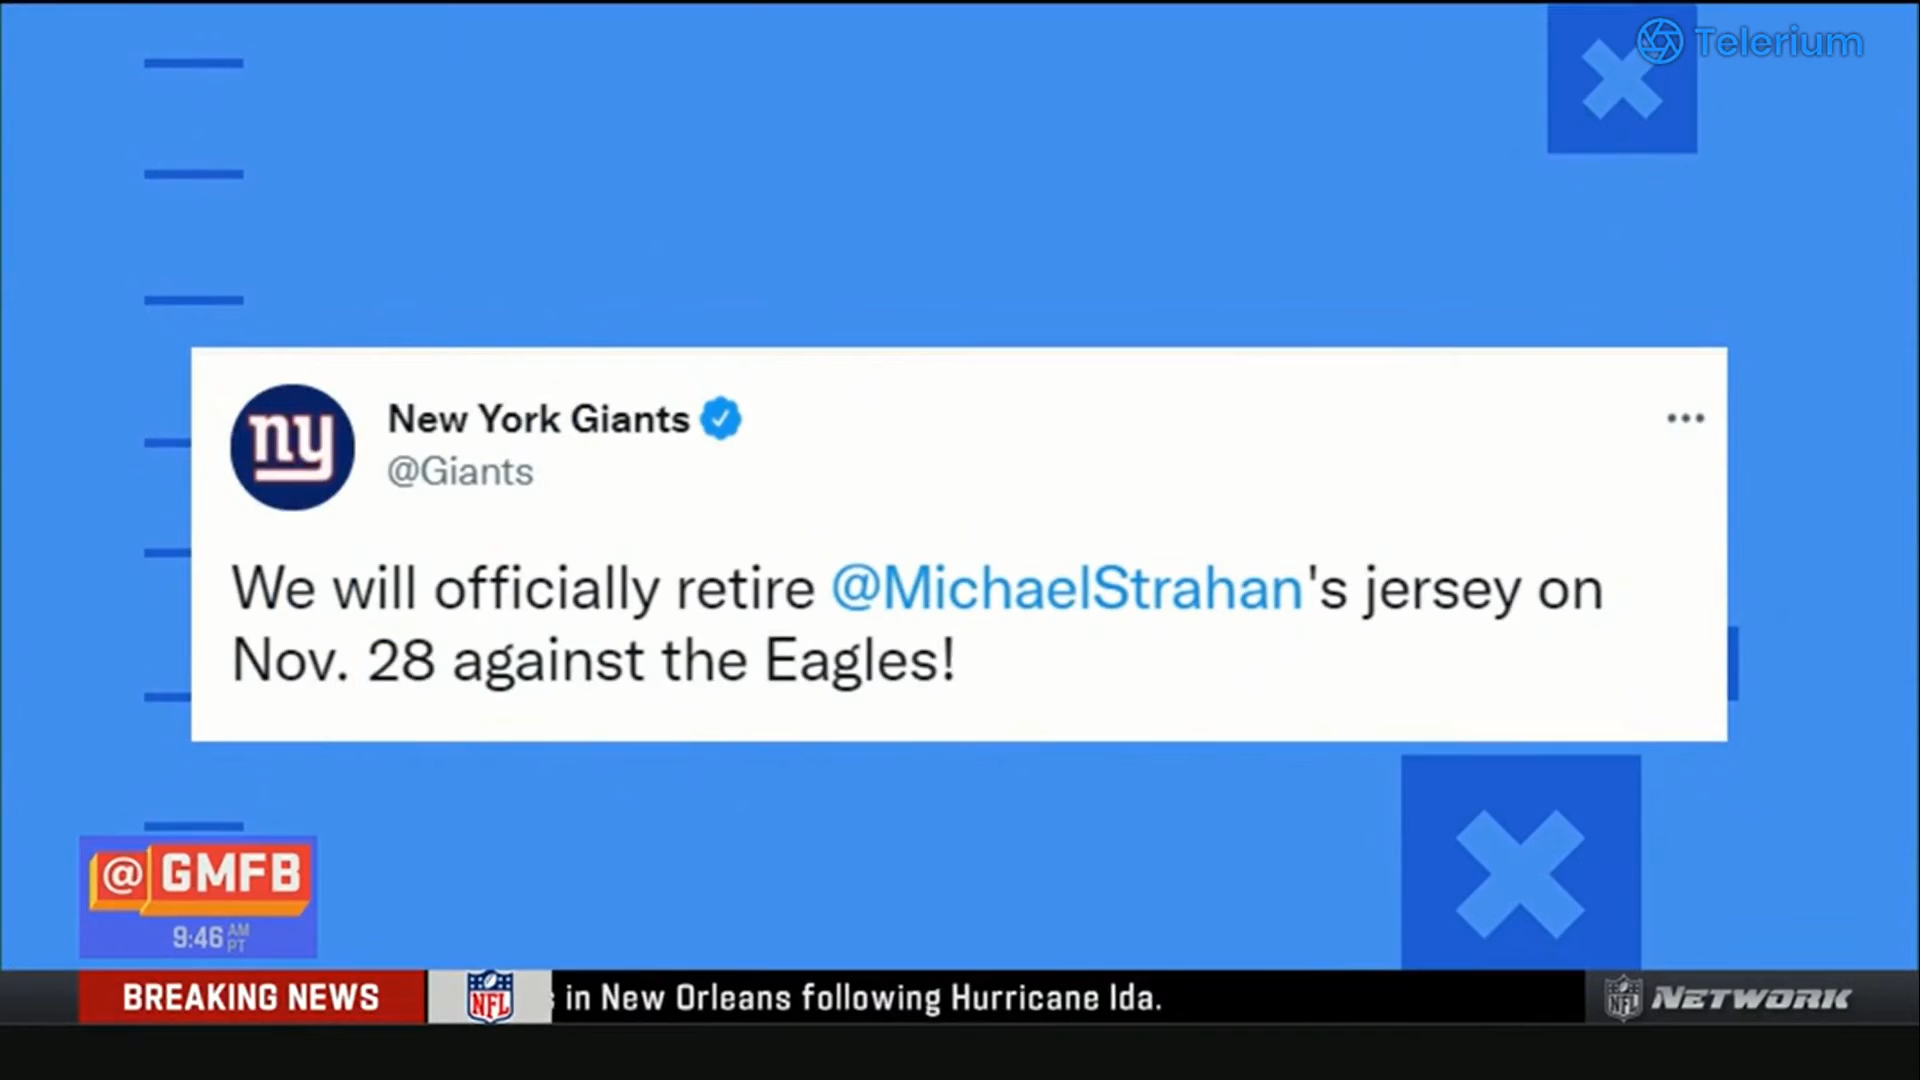 Telerium
ny
New York Giants
@Giants
We will officially retire @MichaelStrahan's jersey on
Nov. 28 against the Eagles!
@GMFB
9:46 AM PT
BREAKING NEWS
NFL
in New Orleans following Hurricane Ida.
NFL NETWORK